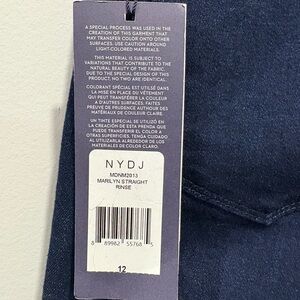 A SPECIAL PROCESS WAS USED IN THE
CREATION OF THIS GARMENT THAT
MAY TRANSFER COLOR ONTO OTHER
SURFACES. USE CAUTION AROUND
LIGHT-COLORED MATERIALS.
THIS MATERIAL IS SUBJECT TO
VARIATIONS THAT CONTRIBUTE TO THE
NATURAL BEAUTY OF THE FABRIC.
DUE TO THE SPECIAL DESIGN OF THIS
PRODUCT, NO TWO ARE IDENTICAL.
COLORANT SPÉCIAL EST UTILISÉ DANS
LA MISE EN PLACE DU VÊTEMENT
ET QUI PEUT TRANSFÉRER LA COULEUR
A D'AUTRES SURFACES. FAITES
PREUVE DE PRUDENCE AUTOUR DES
MATÉRIAUX DE COULEUR CLAIRE.
UN TINTE ESPECIAL SE UTILIZÓ EN
LA CREACIÓN DE ESTA PRENDA QUE
PUEDE TRANSFERIR EL COLOR A
OTRAS SUPERFICIES, TENGA CUIDADO
AL UTILIZARLO ALREDEDOR DE LOS
MATERIALES DE COLOR CLARO.
NYDJ
MDNM2013
MARILYN STRAIGHT
RINSE
8 89982 55768 5
12